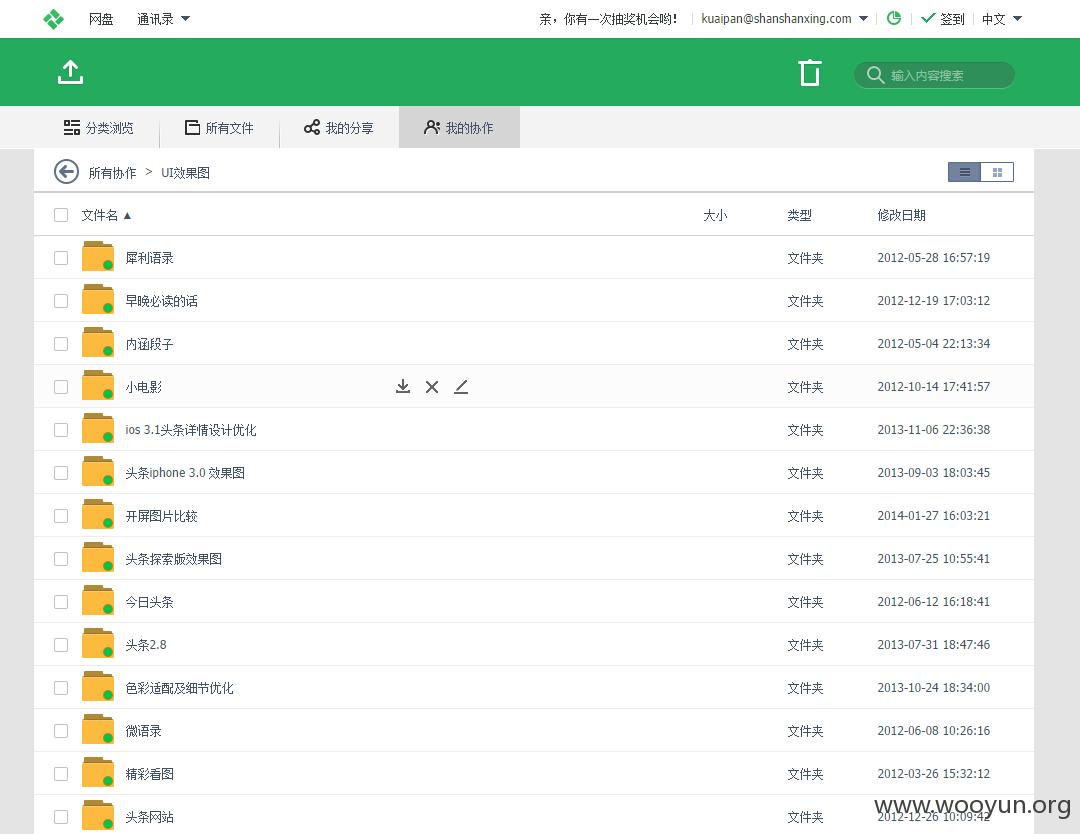 网盘 通讯录 亲，你有一次抽奖机会哟！ kuaipan@shanshanxing.com 签到 中文
输入内容搜索
分类浏览 所有文件 我的分享 我的协作
所有协作 > UI效果图
文件名 ▲ 大小 类型 修改日期
犀利语录 文件夹 2012-05-28 16:57:19
早晚必读的话 文件夹 2012-12-19 17:03:12
内涵段子 文件夹 2012-05-04 22:13:34
小电影 文件夹 2012-10-14 17:41:57
ios 3.1头条详情设计优化 文件夹 2013-11-06 22:36:38
头条iphone 3.0 效果图 文件夹 2013-09-03 18:03:45
开屏图片比较 文件夹 2014-01-27 16:03:21
头条探索版效果图 文件夹 2013-07-25 10:55:41
今日头条 文件夹 2012-06-12 16:18:41
头条2.8 文件夹 2013-07-31 18:47:46
色彩适配及细节优化 文件夹 2013-10-24 18:34:00
微语录 文件夹 2012-06-08 10:26:16
精彩看图 文件夹 2012-03-26 15:32:12
头条网站 文件夹 2012-12-26 10:09:42
www.wooyun.org